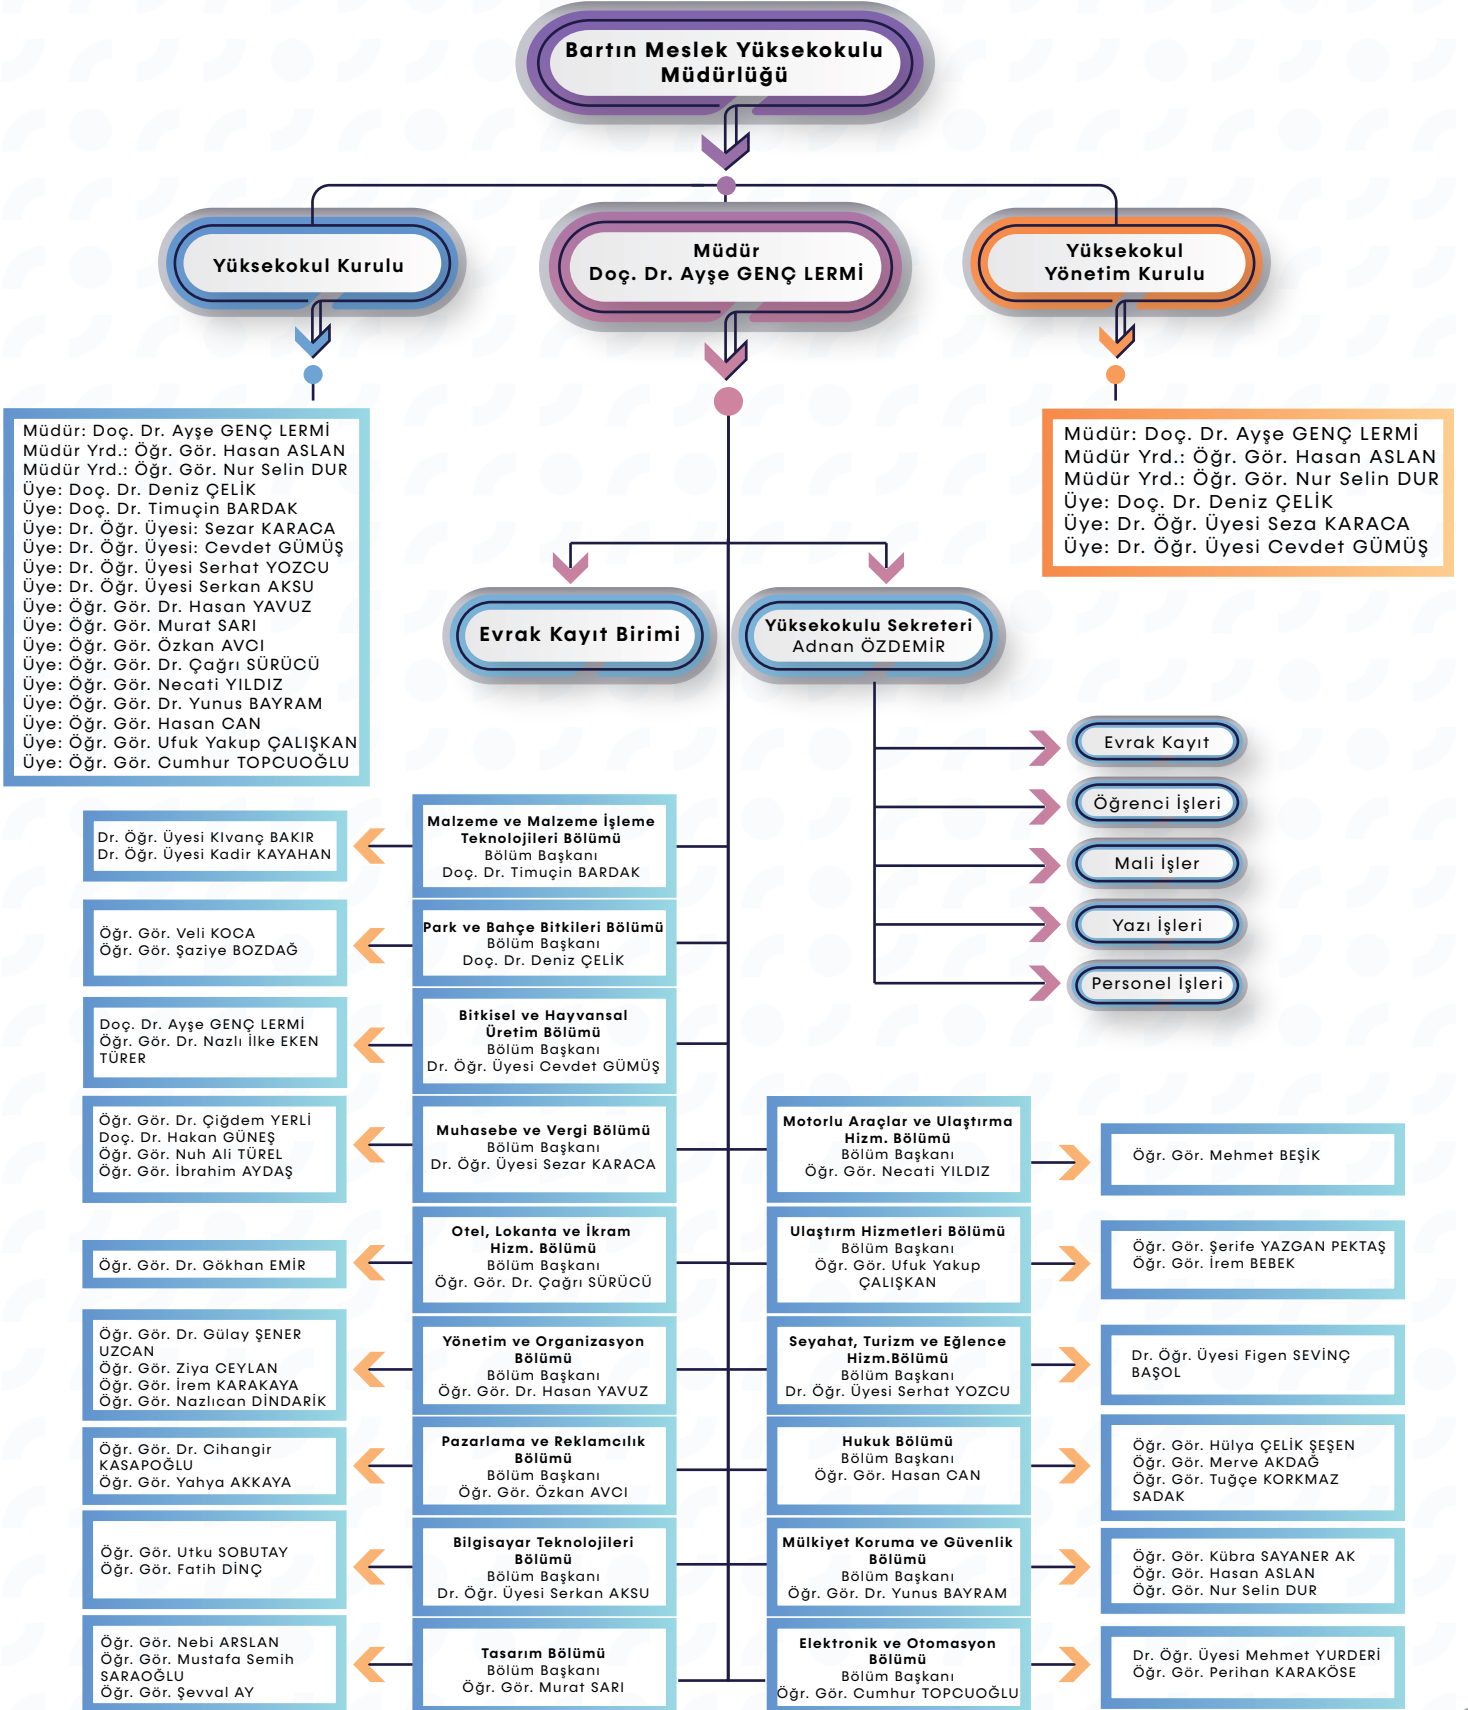 Bartın Meslek Yüksekokulu
Müdürlüğü
Yüksekokul Kurulu
Müdür
Doç. Dr. Ayşe GENÇ LERMİ
Yüksekokul
Yönetim Kurulu
Müdür: Doç. Dr. Ayşe GENÇ LERMİ
Müdür Yrd.: Öğr. Gör. Hasan ASLAN
Müdür Yrd.: Öğr. Gör. Nur Selin DUR
Üye: Doç. Dr. Deniz ÇELİK
Üye: Doç. Dr. Timuçin BARDAK
Üye: Dr. Öğr. Üyesi: Sezar KARACA
Üye: Dr. Öğr. Üyesi: Cevdet GÜMÜŞ
Üye: Dr. Öğr. Üyesi Serhat YOZCU
Üye: Dr. Öğr. Üyesi Serkan AKSU
Üye: Öğr. Gör. Dr. Hasan YAVUZ
Üye: Öğr. Gör. Murat SARI
Üye: Öğr. Gör. Özkan AVCI
Üye: Öğr. Gör. Dr. Çağrı SÜRÜCÜ
Üye: Öğr. Gör. Necati YILDIZ
Üye: Öğr. Gör. Dr. Yunus BAYRAM
Üye: Öğr. Gör. Hasan CAN
Üye: Öğr. Gör. Ufuk Yakup ÇALIŞKAN
Üye: Öğr. Gör. Cumhur TOPCUOĞLU
Müdür: Doç. Dr. Ayşe GENÇ LERMİ
Müdür Yrd.: Öğr. Gör. Hasan ASLAN
Müdür Yrd.: Öğr. Gör. Nur Selin DUR
Üye: Doç. Dr. Deniz ÇELİK
Üye: Dr. Öğr. Üyesi Seza KARACA
Üye: Dr. Öğr. Üyesi Cevdet GÜMÜŞ
Evrak Kayıt Birimi
Yüksekokulu Sekreteri
Adnan ÖZDEMİR
Evrak Kayıt
Öğrenci İşleri
Mali İşler
Yazı İşleri
Personel İşleri
Dr. Öğr. Üyesi KIvanç BAKIR
Dr. Öğr. Üyesi Kadir KAYAHAN
Malzeme ve Malzeme İşleme
Teknolojileri Bölümü
Bölüm Başkanı
Doç. Dr. Timuçin BARDAK
Öğr. Gör. Veli KOCA
Öğr. Gör. Şaziye BOZDAĞ
Park ve Bahçe Bitkileri Bölümü
Bölüm Başkanı
Doç. Dr. Deniz ÇELİK
Doç. Dr. Ayşe GENÇ LERMİ
Öğr. Gör. Dr. Nazlı İlke EKEN
TÜRER
Bitkisel ve Hayvansal
Üretim Bölümü
Bölüm Başkanı
Dr. Öğr. Üyesi Cevdet GÜMÜŞ
Öğr. Gör. Dr. Çiğdem YERLİ
Doç. Dr. Hakan GÜNEŞ
Öğr. Gör. Nuh Ali TÜREL
Öğr. Gör. İbrahim AYDAŞ
Muhasebe ve Vergi Bölümü
Bölüm Başkanı
Dr. Öğr. Üyesi Sezar KARACA
Motorlu Araçlar ve Ulaştırma
Hizm. Bölümü
Bölüm Başkanı
Öğr. Gör. Necati YILDIZ
Öğr. Gör. Mehmet BEŞİK
Öğr. Gör. Dr. Gökhan EMİR
Otel, Lokanta ve İkram
Hizm. Bölümü
Bölüm Başkanı
Öğr. Gör. Dr. Çağrı SÜRÜCÜ
Ulaştırm Hizmetleri Bölümü
Bölüm Başkanı
Öğr. Gör. Ufuk Yakup
ÇALIŞKAN
Öğr. Gör. Şerife YAZGAN PEKTAŞ
Öğr. Gör. İrem BEBEK
Öğr. Gör. Dr. Gülay ŞENER
UZCAN
Öğr. Gör. Ziya CEYLAN
Öğr. Gör. İrem KARAKAYA
Öğr. Gör. Nazlıcan DİNDARİK
Yönetim ve Organizasyon
Bölümü
Bölüm Başkanı
Öğr. Gör. Dr. Hasan YAVUZ
Seyahat, Turizm ve Eğlence
Hizm.Bölümü
Bölüm Başkanı
Dr. Öğr. Üyesi Serhat YOZCU
Dr. Öğr. Üyesi Figen SEVİNÇ
BAŞOL
Öğr. Gör. Dr. Cihangir
KASAPOĞLU
Öğr. Gör. Yahya AKKAYA
Pazarlama ve Reklamcılık
Bölümü
Bölüm Başkanı
Öğr. Gör. Özkan AVCI
Hukuk Bölümü
Bölüm Başkanı
Öğr. Gör. Hasan CAN
Öğr. Gör. Hülya ÇELİK ŞEŞEN
Öğr. Gör. Merve AKDAĞ
Öğr. Gör. Tuğçe KORKMAZ
SADAK
Öğr. Gör. Utku SOBUTAY
Öğr. Gör. Fatih DİNÇ
Bilgisayar Teknolojileri
Bölümü
Bölüm Başkanı
Dr. Öğr. Üyesi Serkan AKSU
Mülkiyet Koruma ve Güvenlik
Bölümü
Bölüm Başkanı
Öğr. Gör. Dr. Yunus BAYRAM
Öğr. Gör. Kübra SAYANER AK
Öğr. Gör. Hasan ASLAN
Öğr. Gör. Nur Selin DUR
Öğr. Gör. Nebi ARSLAN
Öğr. Gör. Mustafa Semih
SARAOĞLU
Öğr. Gör. Şevval AY
Tasarım Bölümü
Bölüm Başkanı
Öğr. Gör. Murat SARI
Elektronik ve Otomasyon
Bölümü
Bölüm Başkanı
Öğr. Gör. Cumhur TOPCUOĞLU
Dr. Öğr. Üyesi Mehmet YURDERİ
Öğr. Gör. Perihan KARAKÖSE